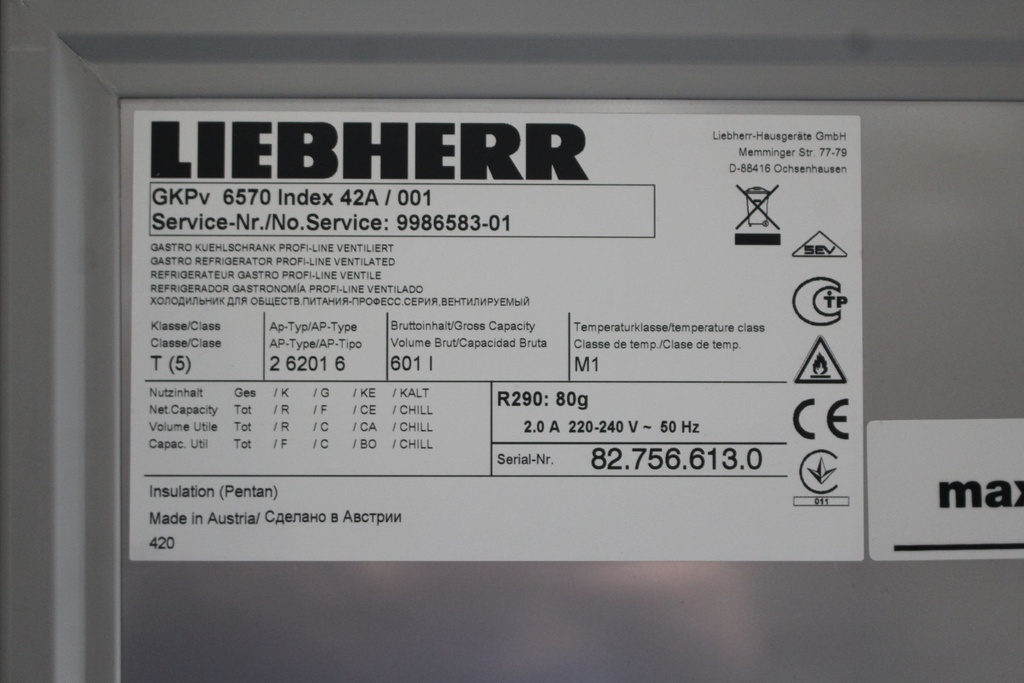 LIEBHERR
Liebherr-Hausgeräte GmbH
Memminger Str. 77-79
D-88416 Ochsenhausen
GKPv 6570 Index 42A / 001
Service-Nr./No.Service: 9986583-01
GASTRO KUEHLSCHRANK PROFI-LINE VENTILIERT
GASTRO REFRIGERATOR PROFI-LINE VENTILATED
REFRIGERATEUR GASTRO PROFI-LINE VENTILE
REFRIGERADOR GASTRONOMÍA PROFI-LINE VENTILADO
ХОЛОДИЛЬНИК ДЛЯ ОБЩЕСТВ.ПИТАНИЯ-ПРОФЕСС.СЕРИЯ,ВЕНТИЛИРУЕМЫЙ
SEV
Klasse/Class
Classe/Clase
T (5)
Ap-Typ/AP-Type
AP-Type/AP-Tipo
2 6201 6
Bruttoinhalt/Gross Capacity
Volume Brut/Capacidad Bruta
601 l
Temperaturklasse/temperature class
Classe de temp./Clase de temp.
M1
Nutzinhalt Ges / K / G / KE / KALT
Net.Capacity Tot / R / F / CE / CHILL
Volume Utile Tot / R / C / CA / CHILL
Capac. Util Tot / F / C / BO / CHILL
R290: 80g
2.0 A 220-240 V ~ 50 Hz
Serial-Nr. 82.756.613.0
Insulation (Pentan)
Made in Austria/ Сделано в Австрии
420
CТР
CE
011
max